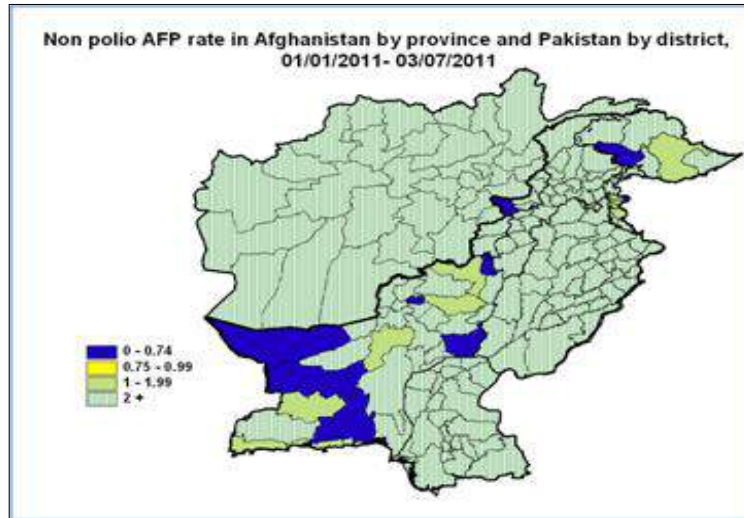 Non polio AFP rate in Afghanistan by province and Pakistan by district,
01/01/2011- 03/07/2011
0 - 0.74
0.75 - 0.99
1 - 1.99
2 +